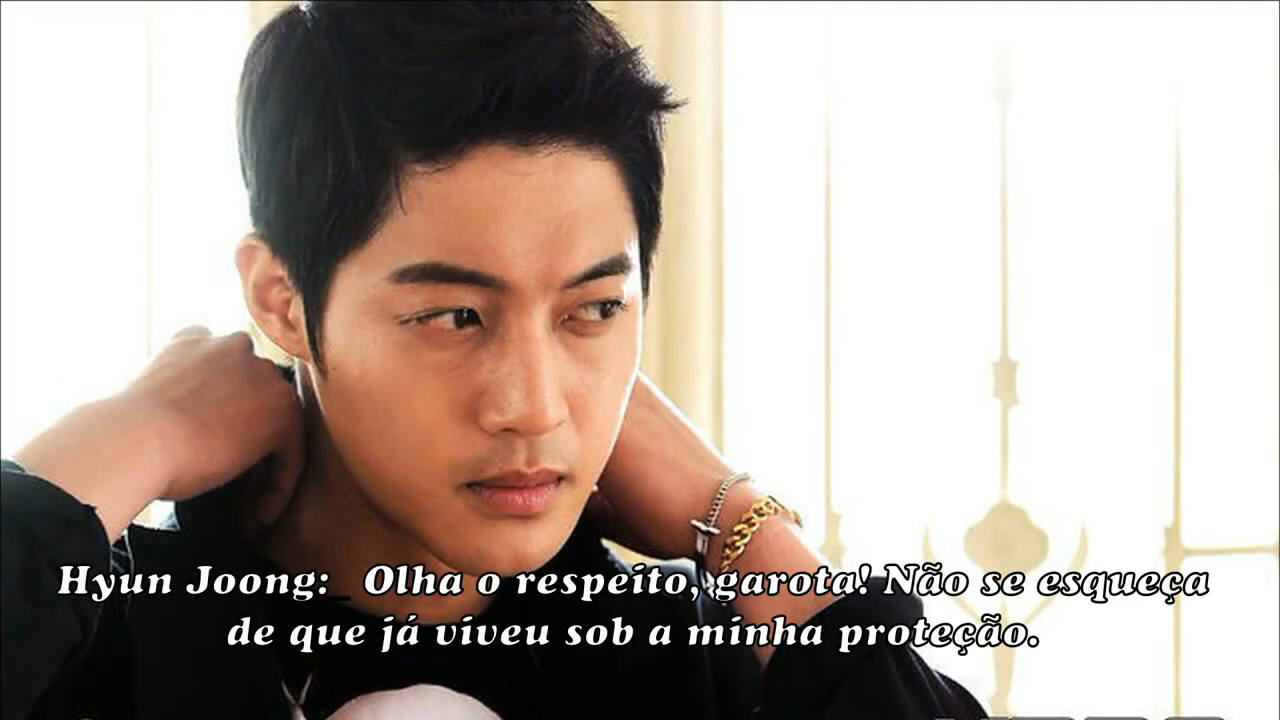 Hyun Joong:_ Olha o respeito, garota! Não se esqueça
de que já viveu sob a minha proteção.